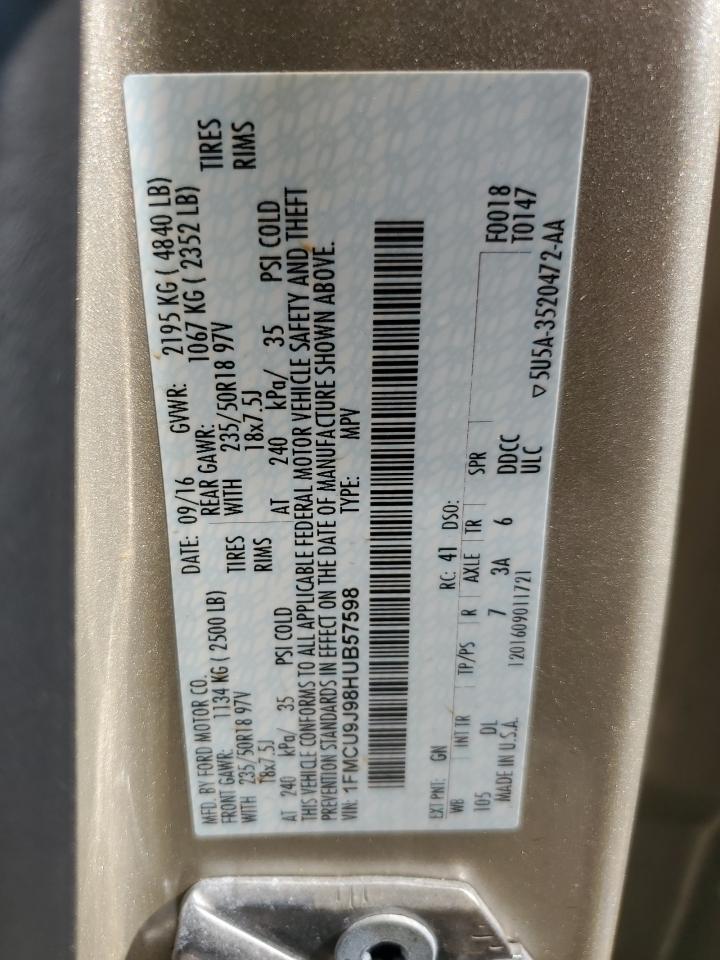 MFD. BY FORD MOTOR CO.
DATE: 09/16 GVWR: 2195 KG ( 4840 LB)
FRONT GAWR: 1134 KG ( 2500 LB) REAR GAWR: 1067 KG ( 2352 LB)
WITH 235/50R18 97V TIRES WITH 235/50R18 97V TIRES
18x7.5J RIMS 18x7.5J RIMS
AT 240 kPa/ 35 PSI COLD AT 240 kPa/ 35 PSI COLD
THIS VEHICLE CONFORMS TO ALL APPLICABLE FEDERAL MOTOR VEHICLE SAFETY AND THEFT
PREVENTION STANDARDS IN EFFECT ON THE DATE OF MANUFACTURE SHOWN ABOVE.
VIN: 1FMCU9J98HUB57598 TYPE: MPV
F0018
T0147
EXT PNT: GN RC: 41 DSO:
WB INT TR TP/PS R AXLE TR SPR
105 DL 7 3A 6 DDCC
MADE IN U.S.A. 1201609011721 ULC
▽ 5U5A-3520472-AA